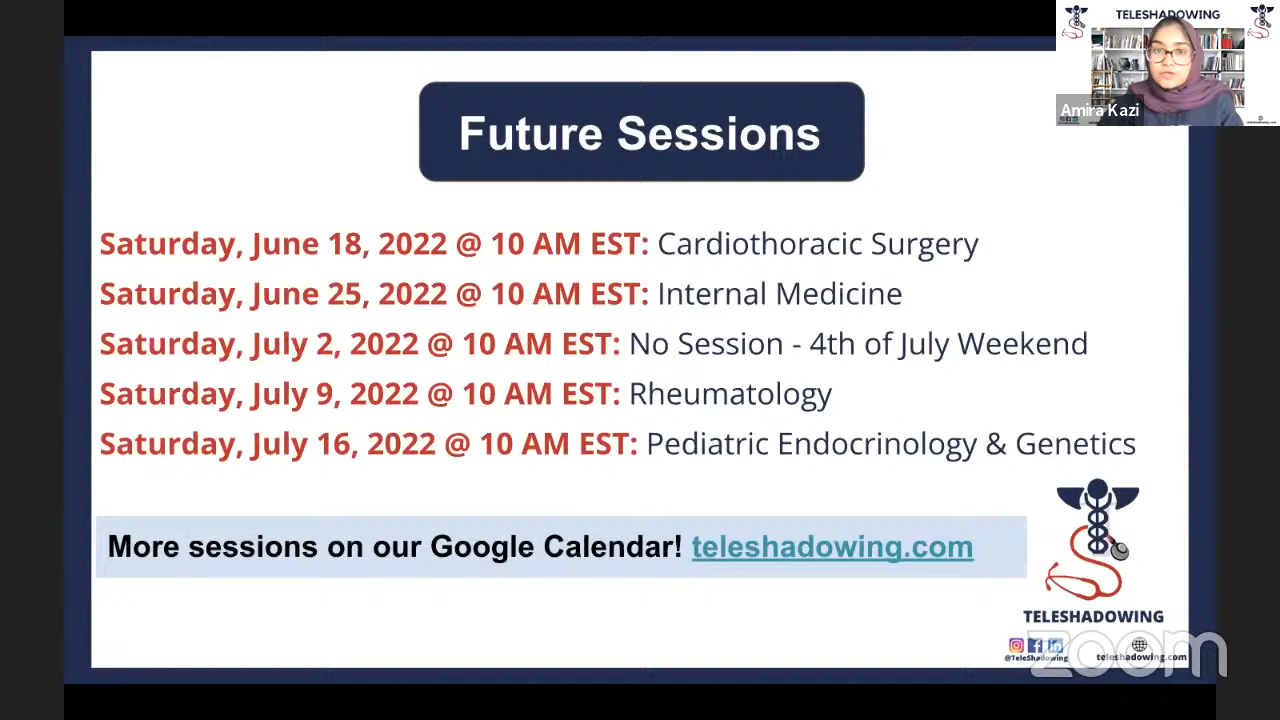 TELESHADOWING
Amira Kazi
Future Sessions
Saturday, June 18, 2022 @ 10 AM EST: Cardiothoracic Surgery
Saturday, June 25, 2022 @ 10 AM EST: Internal Medicine
Saturday, July 2, 2022 @ 10 AM EST: No Session - 4th of July Weekend
Saturday, July 9, 2022 @ 10 AM EST: Rheumatology
Saturday, July 16, 2022 @ 10 AM EST: Pediatric Endocrinology & Genetics
More sessions on our Google Calendar! teleshadowing.com
TELESHADOWING
@TeleShadowing teleshadowing.com
zoom